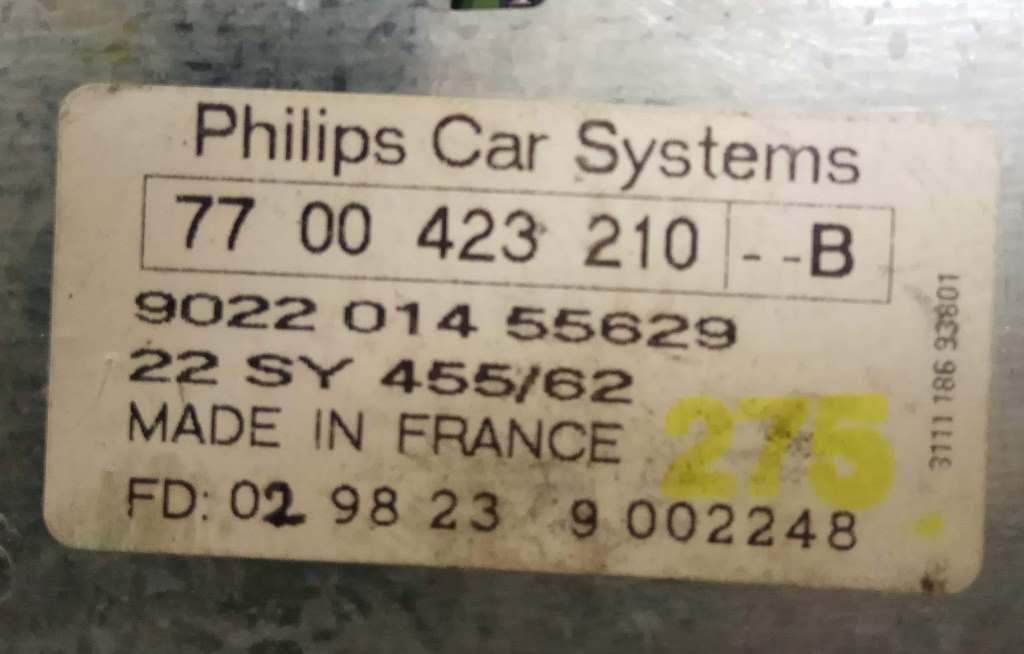 Philips Car Systems
77 00 423 210 --B
9022 014 55629
22 SY 455/62
MADE IN FRANCE
275
FD: 02 98 23 9 002248
3111 186 93801